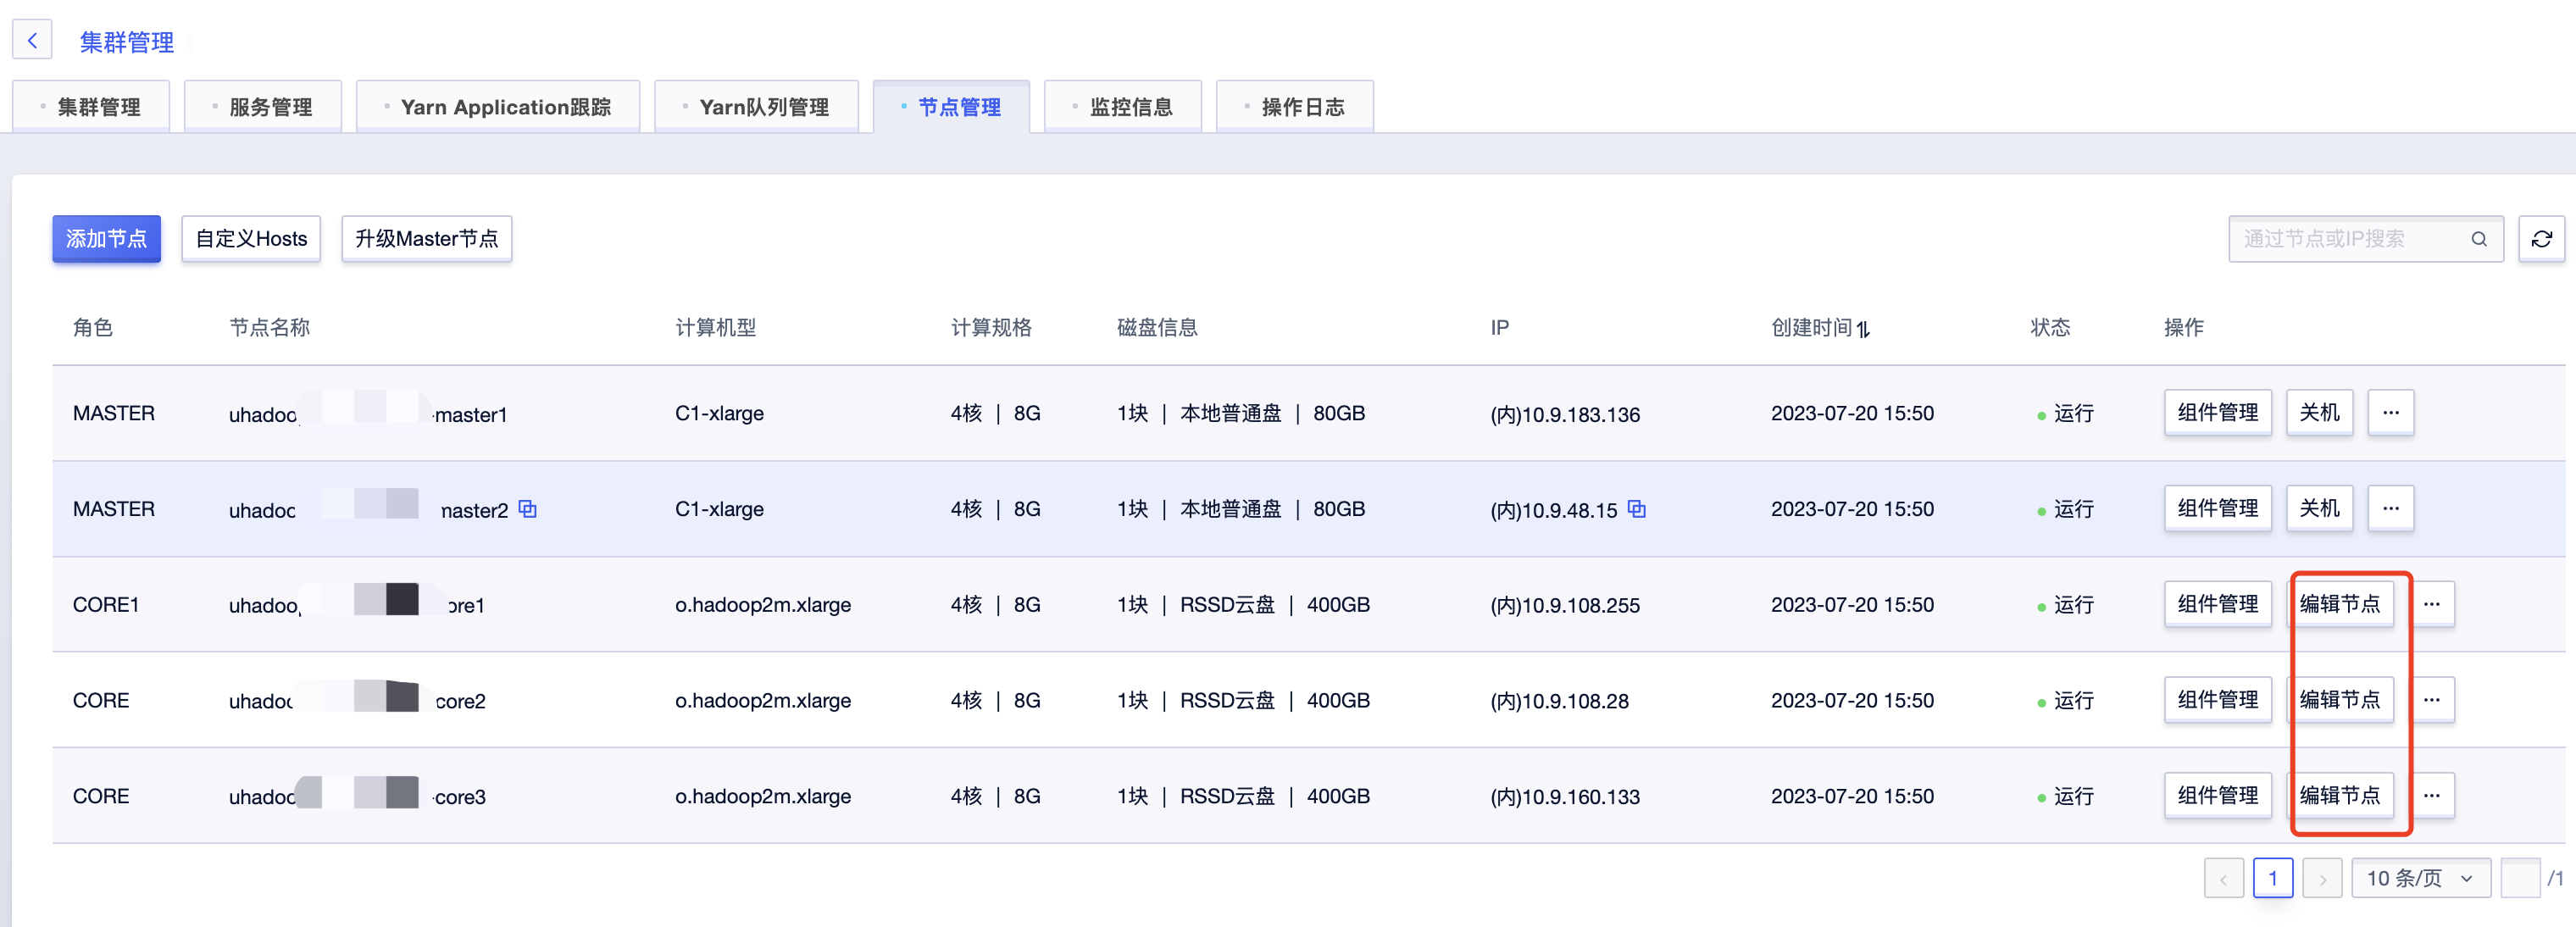 集群管理
集群管理 服务管理 Yarn Application跟踪 Yarn队列管理 节点管理 监控信息 操作日志
添加节点 自定义Hosts 升级Master节点 通过节点或IP搜索
角色 节点名称 计算机型 计算规格 磁盘信息 IP 创建时间 状态 操作
MASTER uhadoo -master1 C1-xlarge 4核 | 8G 1块 | 本地普通盘 | 80GB (内)10.9.183.136 2023-07-20 15:50 运行 组件管理 关机 ...
MASTER uhadoo master2 C1-xlarge 4核 | 8G 1块 | 本地普通盘 | 80GB (内)10.9.48.15 2023-07-20 15:50 运行 组件管理 关机 ...
CORE1 uhadoo ore1 o.hadoop2m.xlarge 4核 | 8G 1块 | RSSD云盘 | 400GB (内)10.9.108.255 2023-07-20 15:50 运行 组件管理 编辑节点 ...
CORE uhadoo core2 o.hadoop2m.xlarge 4核 | 8G 1块 | RSSD云盘 | 400GB (内)10.9.108.28 2023-07-20 15:50 运行 组件管理 编辑节点 ...
CORE uhadoo -core3 o.hadoop2m.xlarge 4核 | 8G 1块 | RSSD云盘 | 400GB (内)10.9.160.133 2023-07-20 15:50 运行 组件管理 编辑节点 ...
1 10 条/页 /1